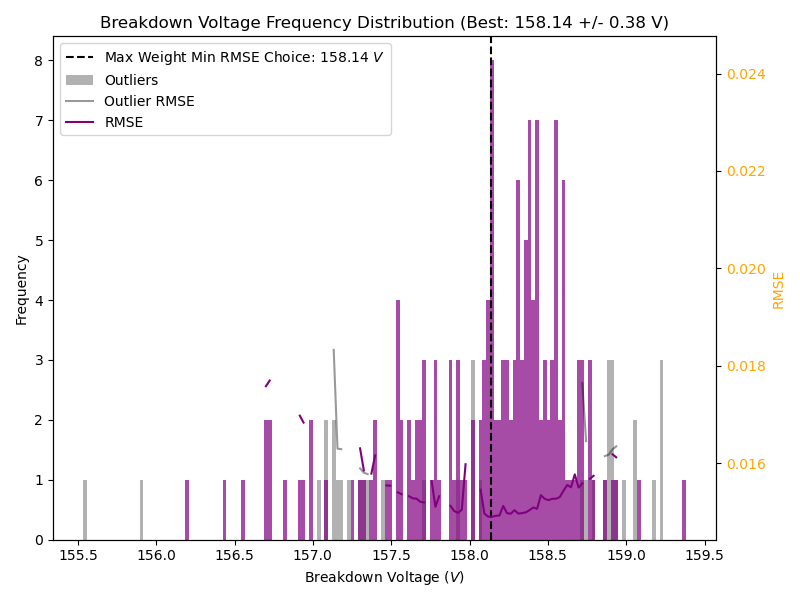 Breakdown Voltage Frequency Distribution (Best: 158.14 +/- 0.38 V)
Max Weight Min RMSE Choice: 158.14 V
Outliers
Outlier RMSE
RMSE
8
7
6
5
4
3
2
1
0
Frequency
0.024
0.022
0.020
0.018
0.016
RMSE
155.5 156.0 156.5 157.0 157.5 158.0 158.5 159.0 159.5
Breakdown Voltage (V)